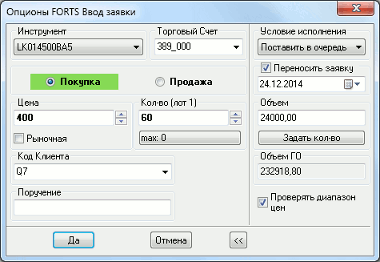 Опционы FORTS Ввод заявки
Инструмент
LK014500BA5
Торговый Счет
389_000
Условие исполнения
Поставить в очередь
Покупка
Продажа
Переносить заявку
24.12.2014
Цена
400
Кол-во (лот 1)
60
Объем
24000,00
Рыночная
max: 0
Задать кол-во
Код Клиента
Q7
Объем ГО
232918,80
Поручение
Проверять диапазон
цен
Да
Отмена
<<